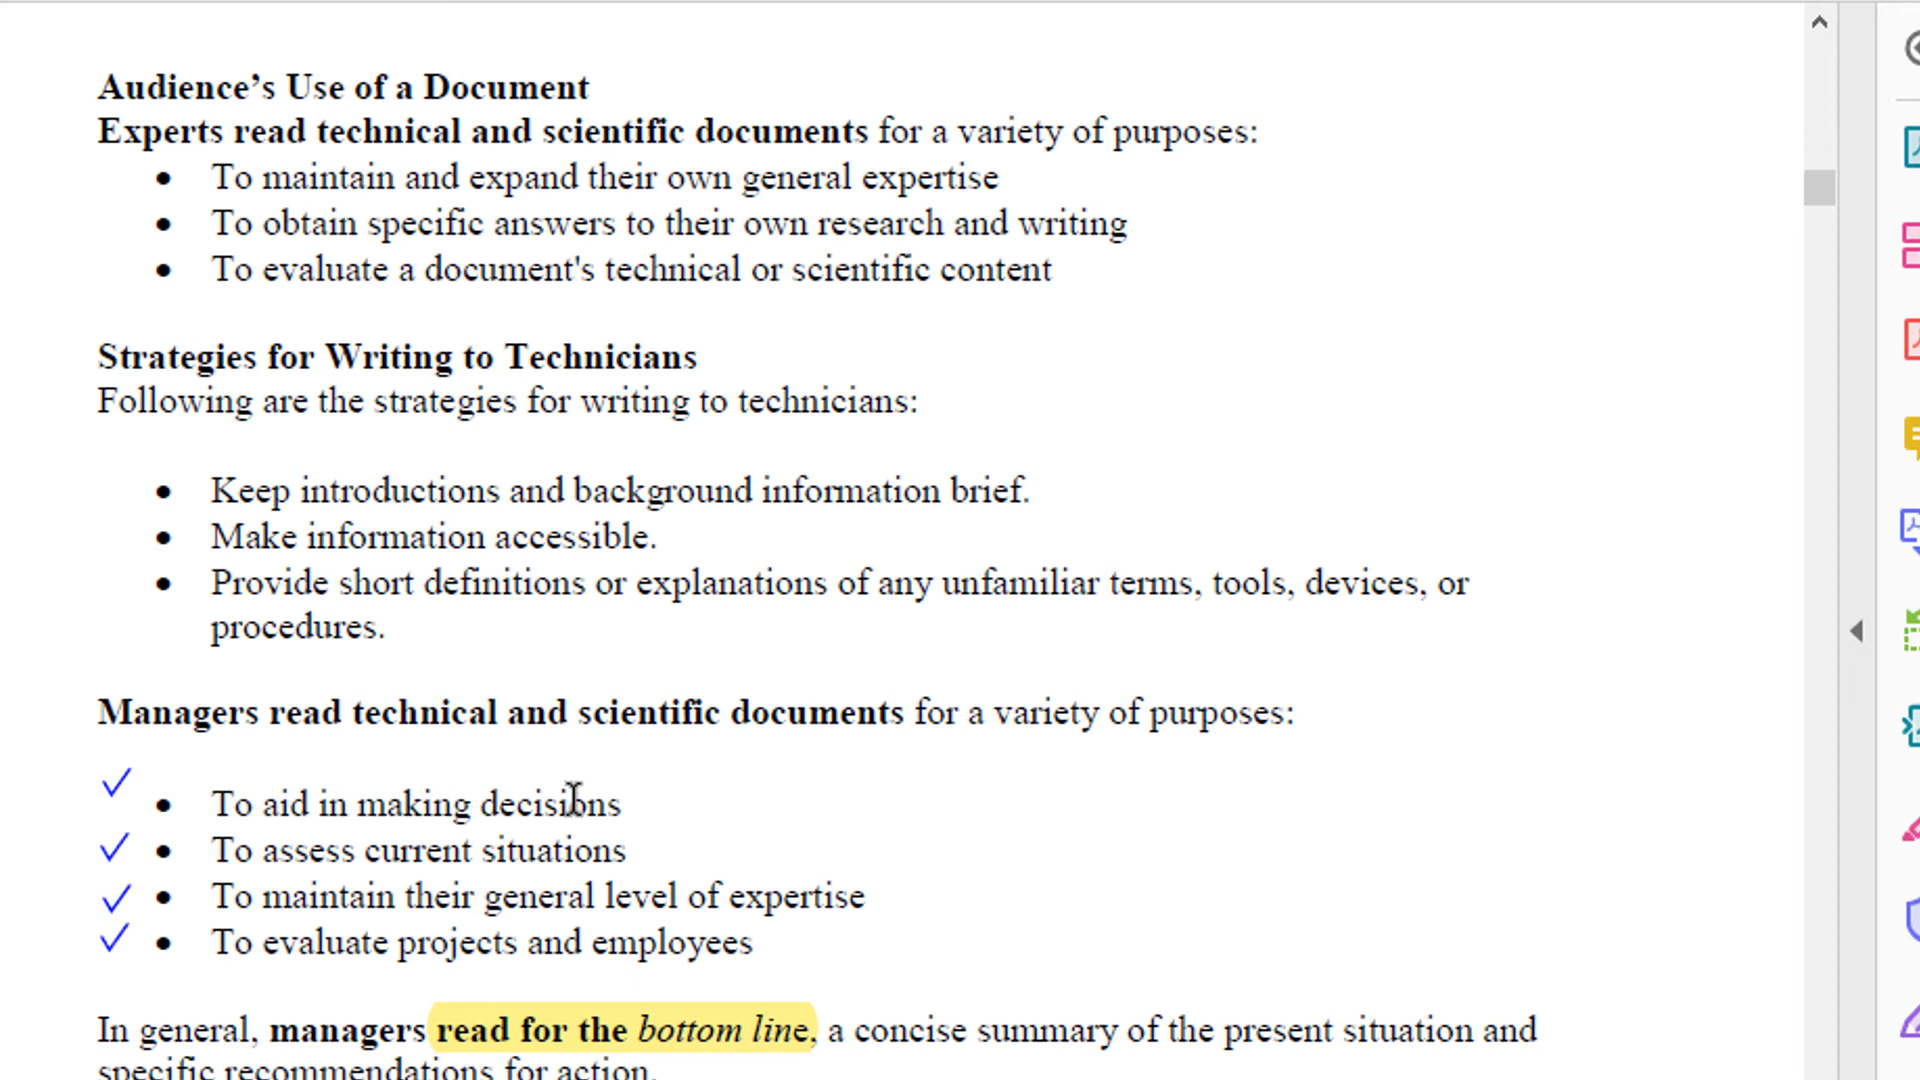 Audience’s Use of a Document
Experts read technical and scientific documents for a variety of purposes:
• To maintain and expand their own general expertise
• To obtain specific answers to their own research and writing
• To evaluate a document's technical or scientific content
Strategies for Writing to Technicians
Following are the strategies for writing to technicians:
• Keep introductions and background information brief.
• Make information accessible.
• Provide short definitions or explanations of any unfamiliar terms, tools, devices, or
procedures.
Managers read technical and scientific documents for a variety of purposes:
• To aid in making decisions
• To assess current situations
• To maintain their general level of expertise
• To evaluate projects and employees
In general, managers read for the bottom line, a concise summary of the present situation and
specific recommendations for action.